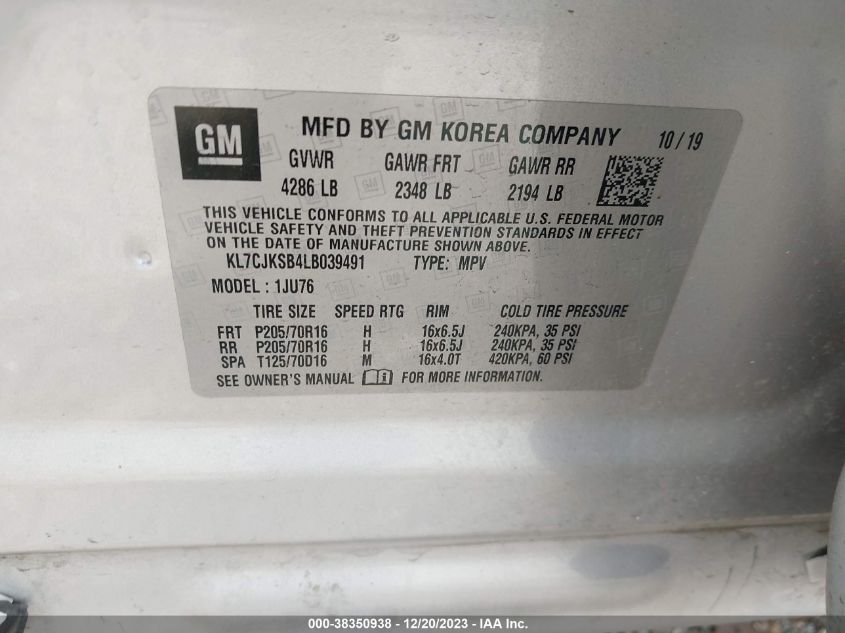 GM MFD BY GM KOREA COMPANY 10/19
GVWR GAWR FRT GAWR RR
4286 LB 2348 LB 2194 LB
THIS VEHICLE CONFORMS TO ALL APPLICABLE U.S. FEDERAL MOTOR
VEHICLE SAFETY AND THEFT PREVENTION STANDARDS IN EFFECT
ON THE DATE OF MANUFACTURE SHOWN ABOVE.
KL7CJKSB4LB039491 TYPE: MPV
MODEL : 1JU76
TIRE SIZE SPEED RTG RIM COLD TIRE PRESSURE
FRT P205/70R16 H 16x6.5J 240KPA, 35 PSI
RR P205/70R16 H 16x6.5J 240KPA, 35 PSI
SPA T125/70D16 M 16x4.0T 420KPA, 60 PSI
SEE OWNER'S MANUAL FOR MORE INFORMATION.
000-38350938 - 12/20/2023 - IAA Inc.